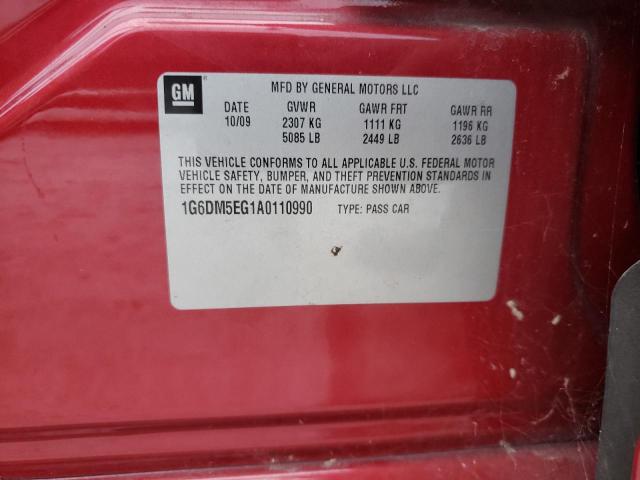 GM
MFD BY GENERAL MOTORS LLC
DATE GVWR GAWR FRT GAWR RR
10/09 2307 KG 1111 KG 1196 KG
5085 LB 2449 LB 2636 LB
THIS VEHICLE CONFORMS TO ALL APPLICABLE U.S. FEDERAL MOTOR
VEHICLE SAFETY, BUMPER, AND THEFT PREVENTION STANDARDS IN
EFFECT ON THE DATE OF MANUFACTURE SHOWN ABOVE.
1G6DM5EG1A0110990 TYPE: PASS CAR